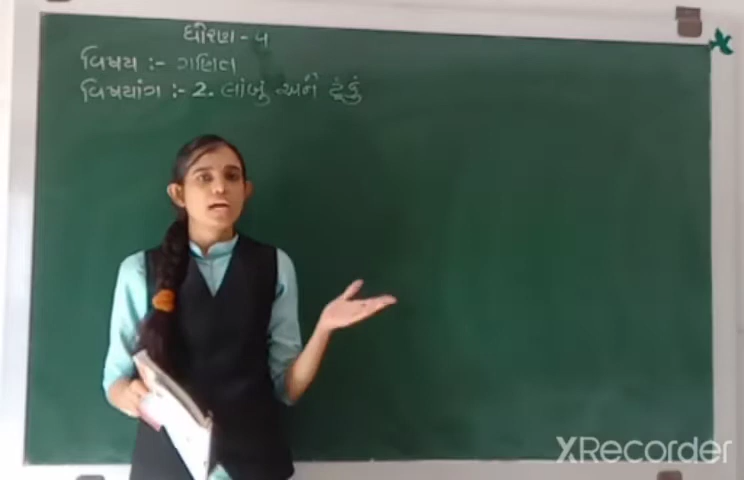 ધોરણ - ૫
વિષય :- ગણિત
વિષયાંગ :- 2. લાંબું અને ટૂંકું
XRecorder